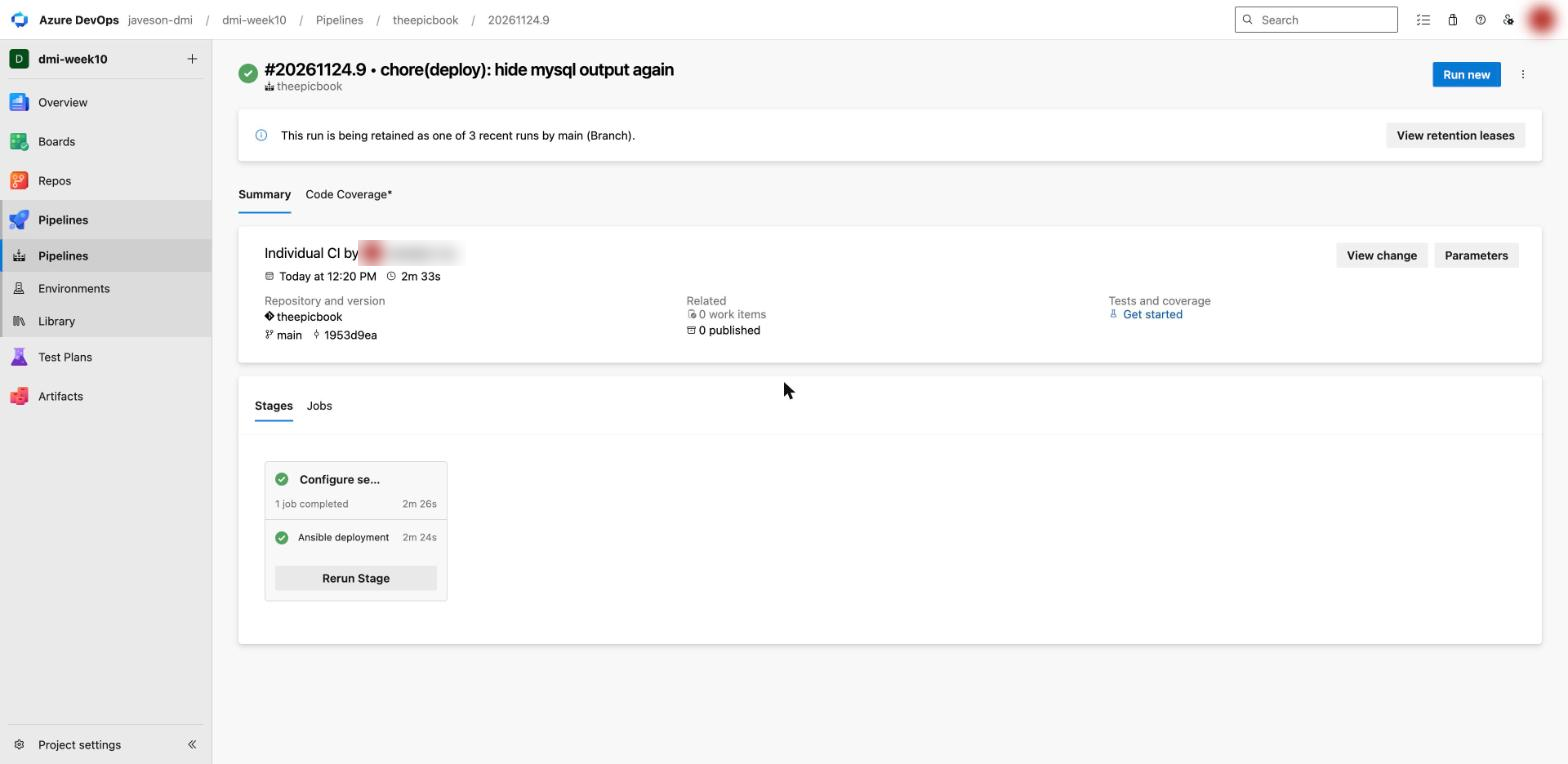 Azure DevOps javeson-dmi / dmi-week10 / Pipelines / theepicbook / 20261124.9
Search
D dmi-week10
Overview
Boards
Repos
Pipelines
Pipelines
Environments
Library
Test Plans
Artifacts
Project settings
#20261124.9 • chore(deploy): hide mysql output again
theepicbook
Run new
This run is being retained as one of 3 recent runs by main (Branch).
View retention leases
Summary Code Coverage*
Individual CI by
View change Parameters
Today at 12:20 PM 2m 33s
Repository and version
theepicbook
main 1953d9ea
Related
0 work items
0 published
Tests and coverage
Get started
Stages Jobs
Configure se...
1 job completed 2m 26s
Ansible deployment 2m 24s
Rerun Stage